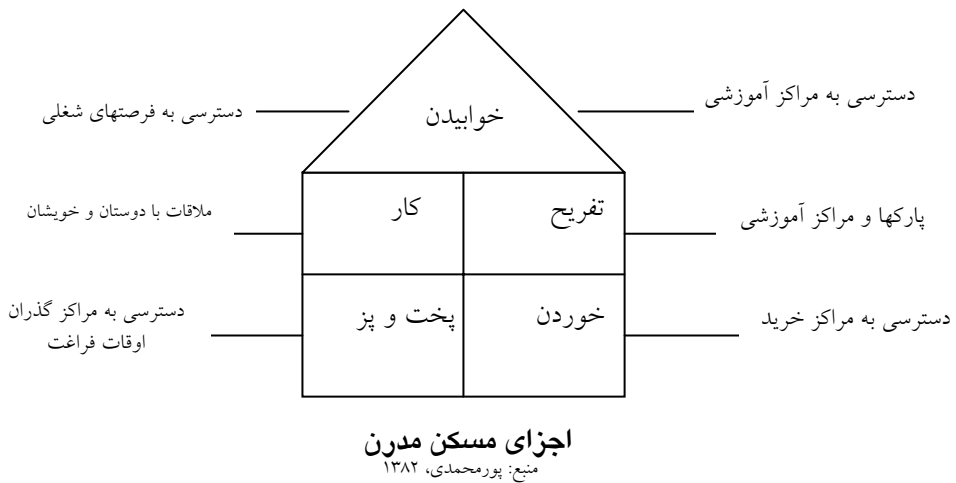 دسترسی به مراکز آموزشی
خوابیدن
دسترسی به فرصتهای شغلی
پارکها و مراکز آموزشی
تفریح
کار
ملاقات با دوستان و خویشان
دسترسی به مراکز خرید
خوردن
پخت و پز
دسترسی به مراکز گذران
اوقات فراغت
اجزای مسکن مدرن
منبع: پورمحمدی، ۱۳۸۲